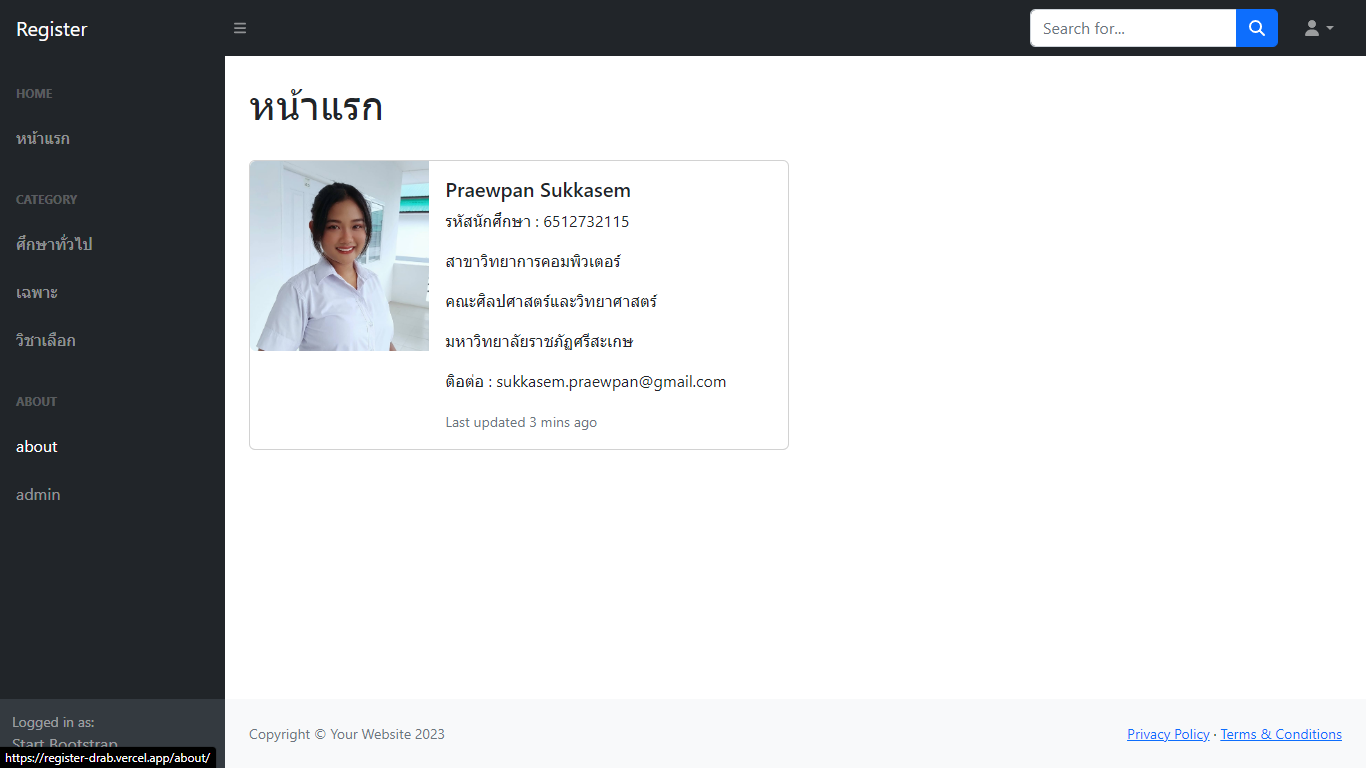 Register
Search for...
HOME
หน้าแรก
CATEGORY
ศึกษาทั่วไป
เฉพาะ
วิชาเลือก
ABOUT
about
admin
Logged in as:
Start Bootstrap
https://register-drab.vercel.app/about/
หน้าแรก
Praewpan Sukkasem
รหัสนักศึกษา : 6512732115
สาขาวิทยาการคอมพิวเตอร์
คณะศิลปศาสตร์และวิทยาศาสตร์
มหาวิทาลัยราชภัฏศรีสะเกษ
ติอต่อ : sukkasem.praewpan@gmail.com
Last updated 3 mins ago
Copyright © Your Website 2023
Privacy Policy · Terms & Conditions